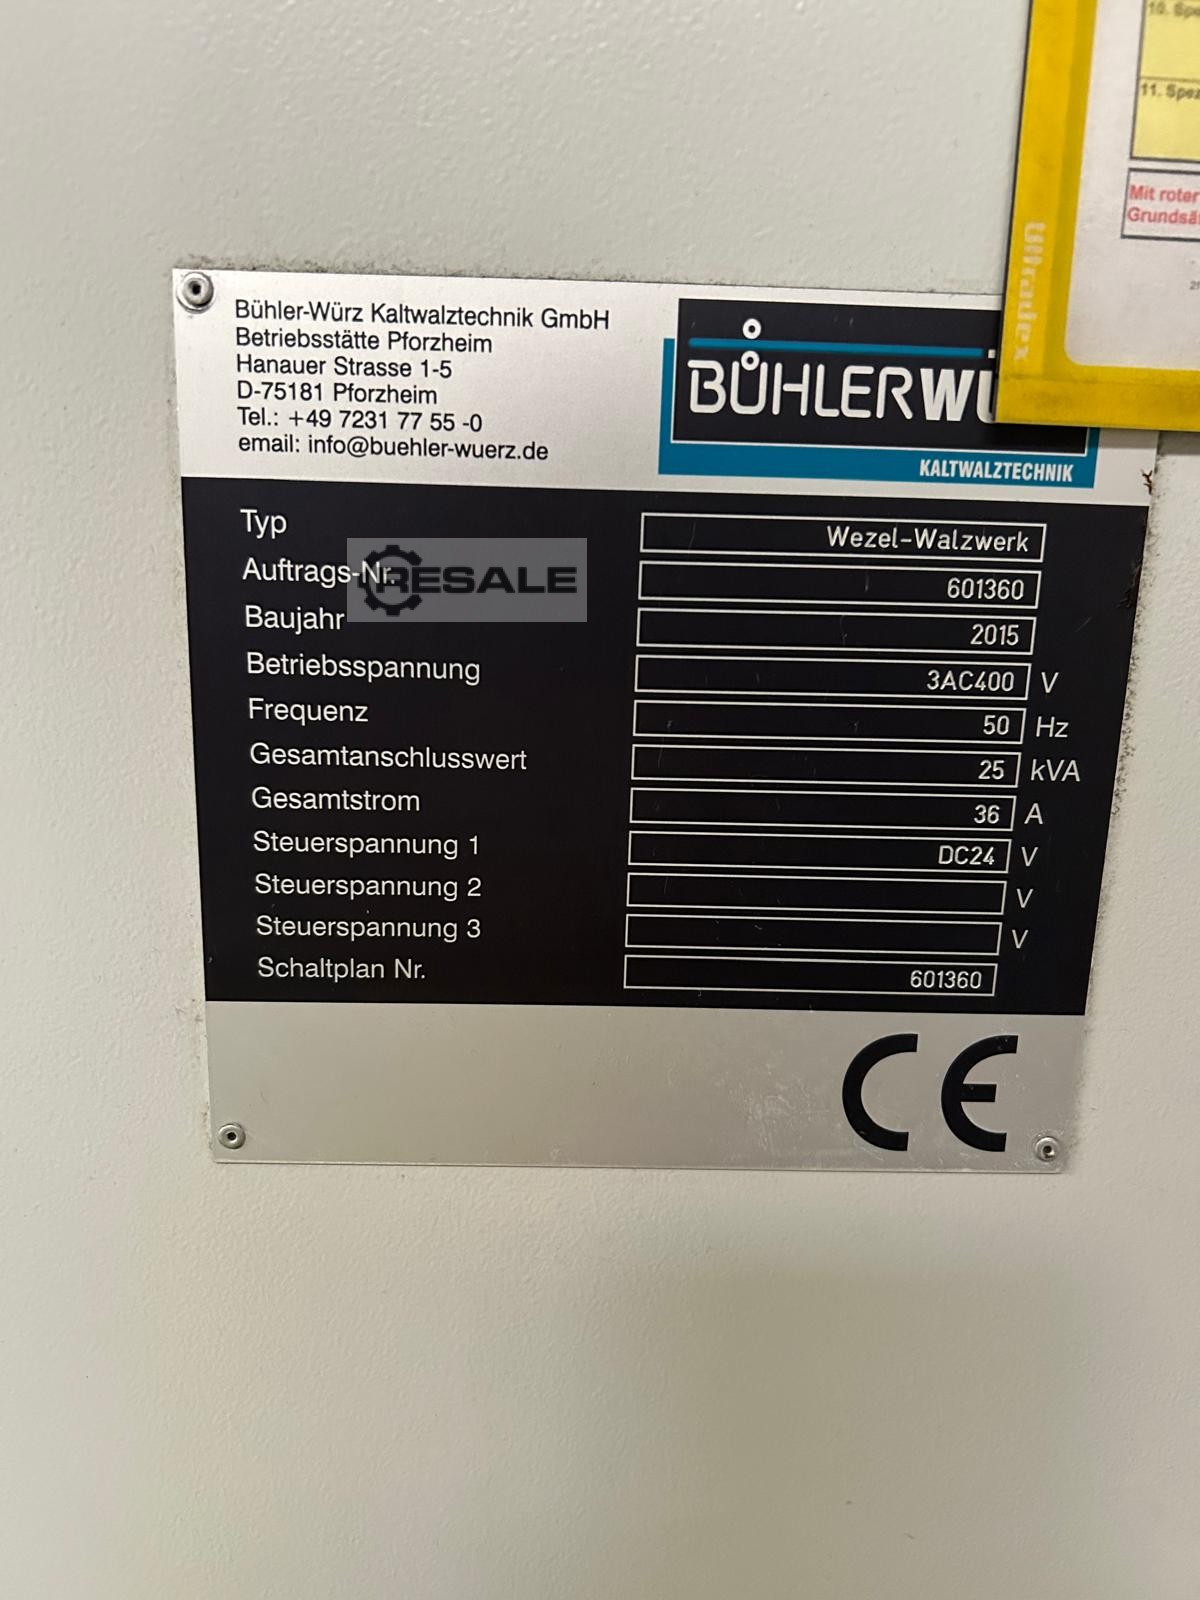 Bühler-Würz Kaltwalztechnik GmbH
Betriebsstätte Pforzheim
Hanauer Strasse 1-5
D-75181 Pforzheim
Tel.: +49 7231 77 55 -0
email: info@buehler-wuerz.de
BÜHLERWÜ
KALTWALZTECHNIK
Typ Wezel-Walzwerk
Auftrags-Nr. 601360
RESALE
Baujahr 2015
Betriebsspannung 3AC400 V
Frequenz 50 Hz
Gesamtanschlusswert 25 kVA
Gesamtstrom 36 A
Steuerspannung 1 DC24 V
Steuerspannung 2 V
Steuerspannung 3 V
Schaltplan Nr. 601360
CE
10. Spe
11. Spez
Mit roter
Grundsä
Ultradex